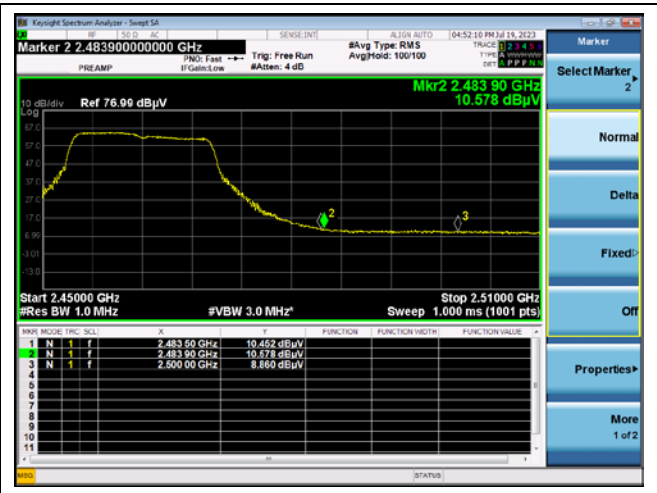 Keysight Spectrum Analyzer - Swept SA
RF 50 Ω AC SENSE:INT ALIGN AUTO 04:52:10 PM Jul 19, 2023
Marker 2 2.483900000000 GHz
PREAMP
PNO: Fast
IFGain:Low
Trig: Free Run
#Atten: 4 dB
#Avg Type: RMS
Avg|Hold: 100/100
TRACE 1 2 3 4 5 6
TYPE
DET A P P F N N
Mkr2 2.483 90 GHz
10.578 dBµV
10 dB/div Ref 76.99 dBµV
Log
67.0
57.0
47.0
37.0
27.0
17.0
6.99
-3.01
-13.0
2
3
Start 2.45000 GHz Stop 2.51000 GHz
#Res BW 1.0 MHz #VBW 3.0 MHz* Sweep 1.000 ms (1001 pts)
MKR MODE TRC SCL X Y FUNCTION FUNCTION WIDTH FUNCTION VALUE
1 N 1 f 2.483 50 GHz 10.452 dBµV
2 N 1 f 2.483 90 GHz 10.578 dBµV
3 N 1 f 2.500 00 GHz 8.860 dBµV
4
5
6
7
8
9
10
11
MSG STATUS
Marker
Select Marker
2
Normal
Delta
Fixed
Off
Properties
More
1 of 2